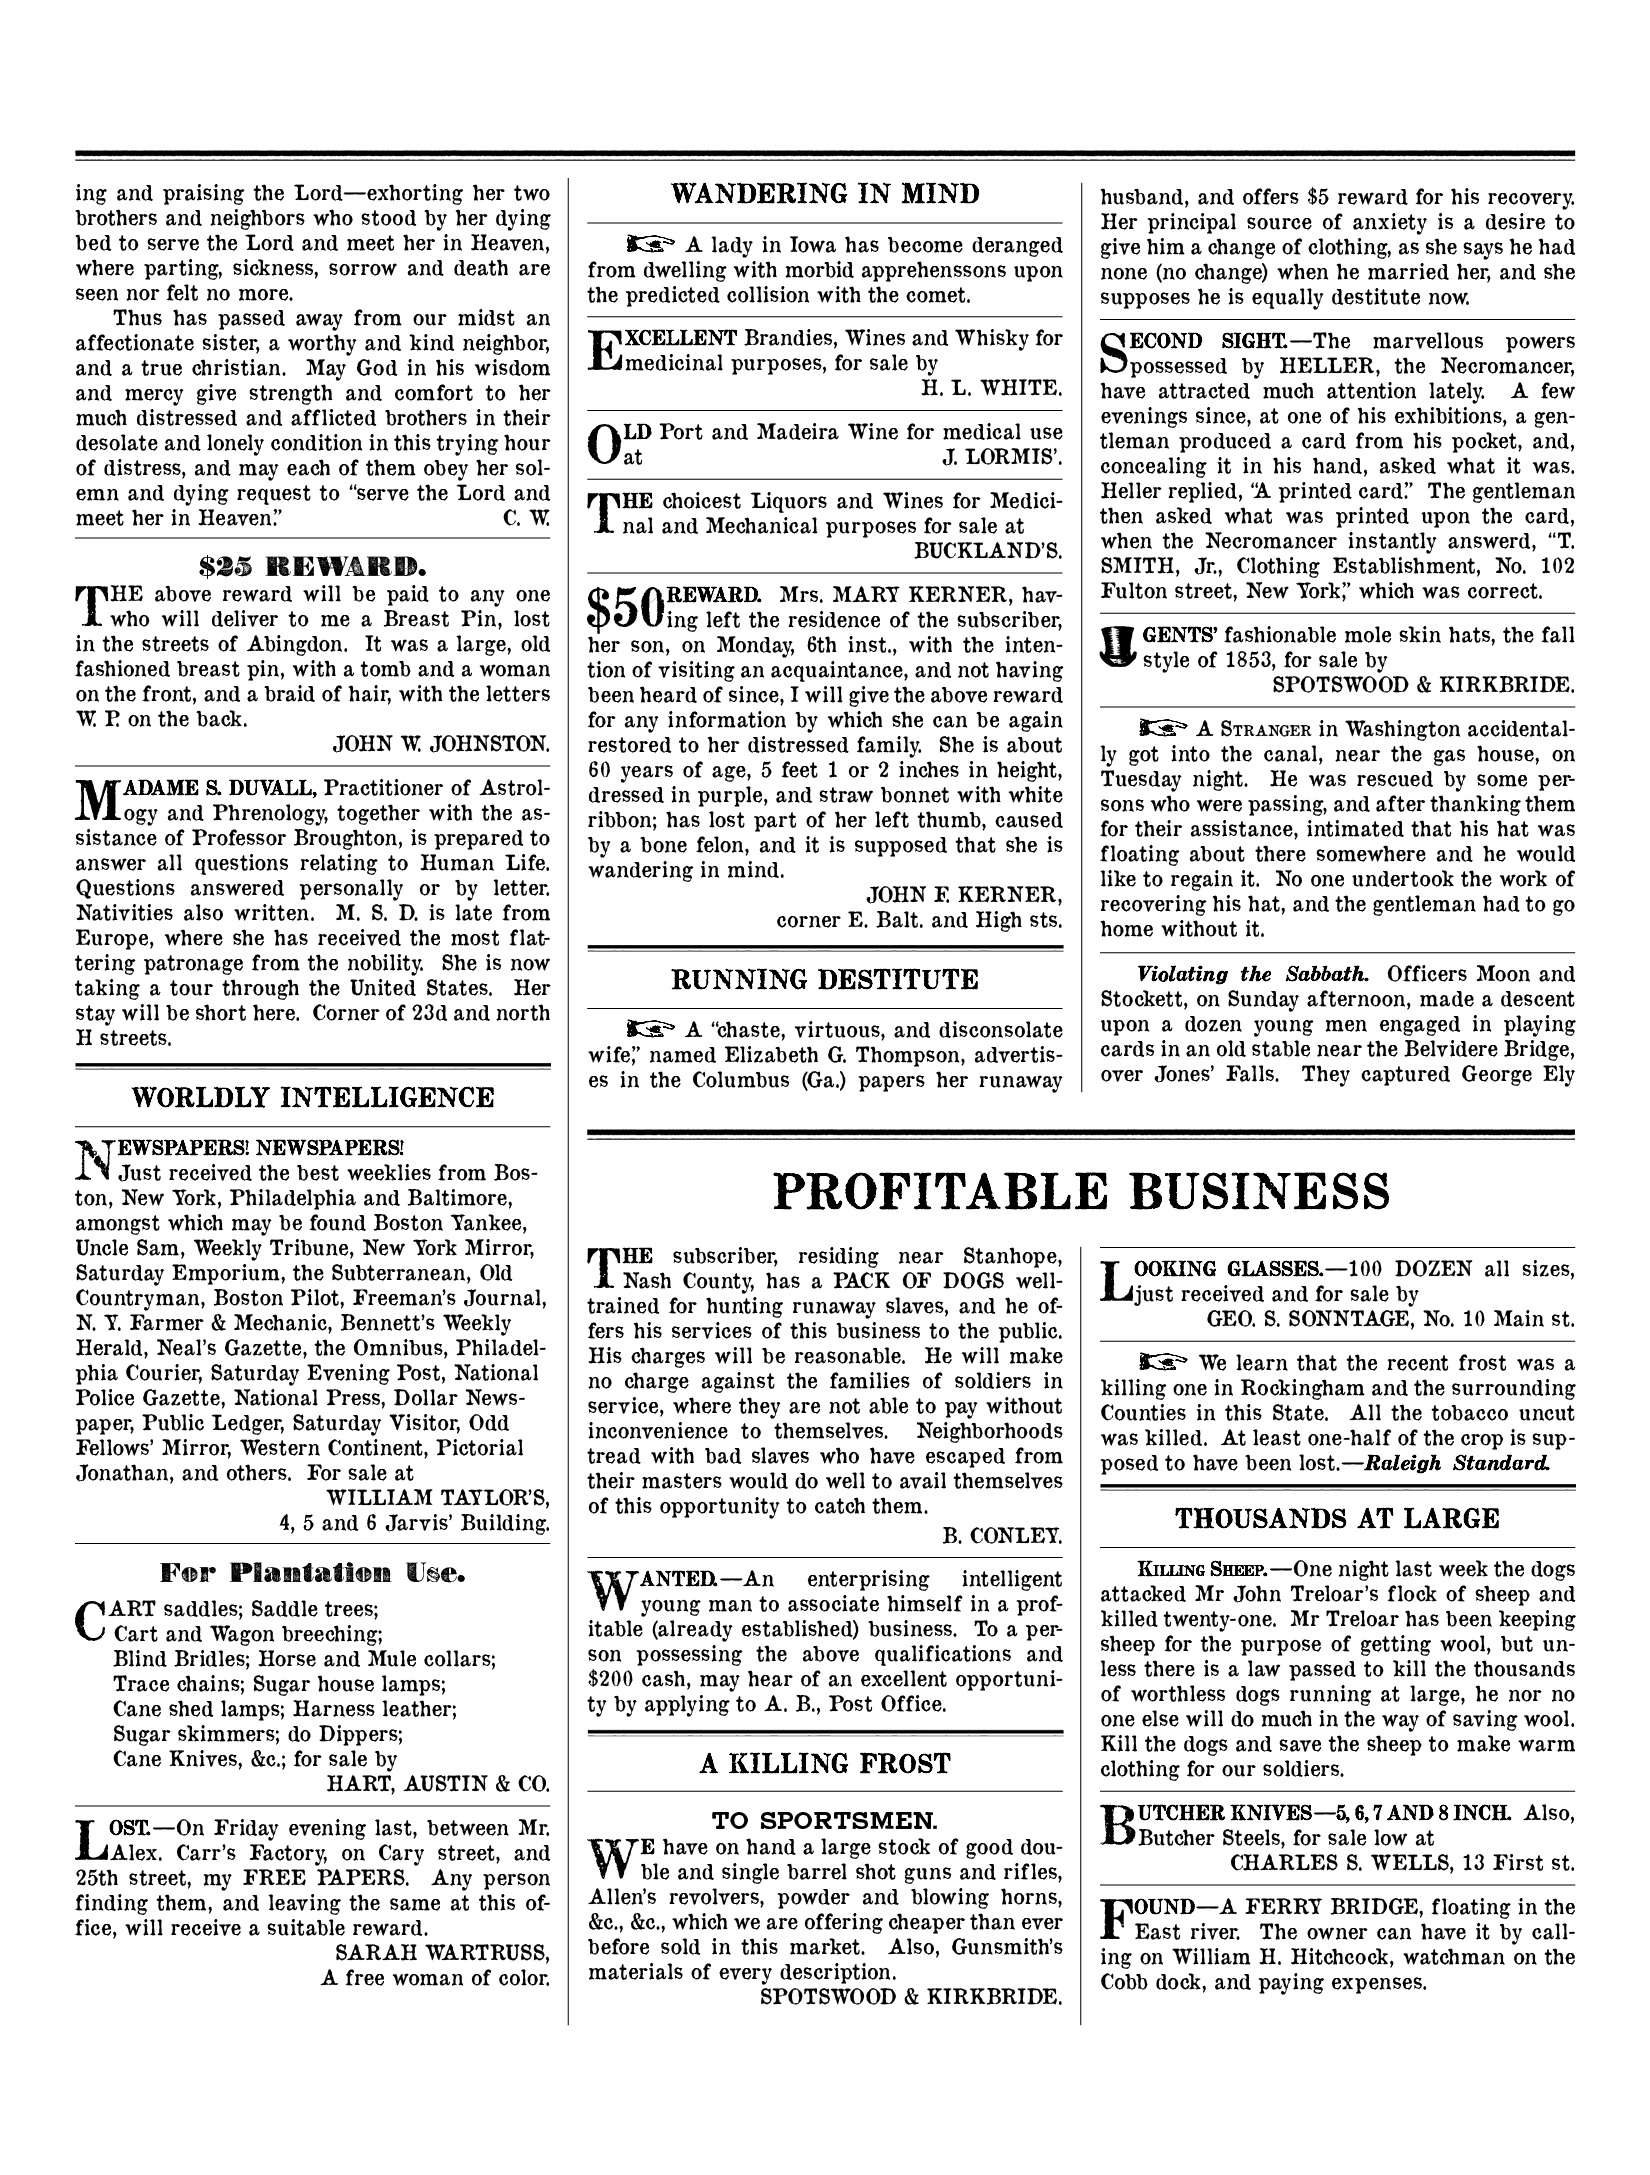 ing and praising the Lord—exhorting her two
brothers and neighbors who stood by her dying
bed to serve the Lord and meet her in Heaven,
where parting, sickness, sorrow and death are
seen nor felt no more.
Thus has passed away from our midst an
affectionate sister, a worthy and kind neighbor,
and a true christian. May God in his wisdom
and mercy give strength and comfort to her
much distressed and afflicted brothers in their
desolate and lonely condition in this trying hour
of distress, and may each of them obey her sol-
emn and dying request to “serve the Lord and
meet her in Heaven.” C. W.
$25 REWARD.
THE above reward will be paid to any one
who will deliver to me a Breast Pin, lost
in the streets of Abingdon. It was a large, old
fashioned breast pin, with a tomb and a woman
on the front, and a braid of hair, with the letters
W. P. on the back.
JOHN W. JOHNSTON.
MADAME S. DUVALL, Practitioner of Astrol-
ogy and Phrenology, together with the as-
sistance of Professor Broughton, is prepared to
answer all questions relating to Human Life.
Questions answered personally or by letter.
Nativities also written. M. S. D. is late from
Europe, where she has received the most flat-
tering patronage from the nobility. She is now
taking a tour through the United States. Her
stay will be short here. Corner of 23d and north
H streets.
WORLDLY INTELLIGENCE
NEWSPAPERS! NEWSPAPERS!
Just received the best weeklies from Bos-
ton, New York, Philadelphia and Baltimore,
amongst which may be found Boston Yankee,
Uncle Sam, Weekly Tribune, New York Mirror,
Saturday Emporium, the Subterranean, Old
Countryman, Boston Pilot, Freeman's Journal,
N. Y. Farmer & Mechanic, Bennett's Weekly
Herald, Neal's Gazette, the Omnibus, Philadel-
phia Courier, Saturday Evening Post, National
Police Gazette, National Press, Dollar News-
paper, Public Ledger, Saturday Visitor, Odd
Fellows' Mirror, Western Continent, Pictorial
Jonathan, and others. For sale at
WILLIAM TAYLOR'S,
4, 5 and 6 Jarvis' Building.
For Plantation Use.
CART saddles; Saddle trees;
Cart and Wagon breeching;
Blind Bridles; Horse and Mule collars;
Trace chains; Sugar house lamps;
Cane shed lamps; Harness leather;
Sugar skimmers; do Dippers;
Cane Knives, &c.; for sale by
HART, AUSTIN & CO.
LOST.—On Friday evening last, between Mr.
Alex. Carr's Factory, on Cary street, and
25th street, my FREE PAPERS. Any person
finding them, and leaving the same at this of-
fice, will receive a suitable reward.
SARAH WARTRUSS,
A free woman of color.
WANDERING IN MIND
☞ A lady in Iowa has become deranged
from dwelling with morbid apprehenssons upon
the predicted collision with the comet.
EXCELLENT Brandies, Wines and Whisky for
medicinal purposes, for sale by
H. L. WHITE.
OLD Port and Madeira Wine for medical use
at J. LORMIS'.
THE choicest Liquors and Wines for Medici-
nal and Mechanical purposes for sale at
BUCKLAND'S.
$50 REWARD. Mrs. MARY KERNER, hav-
ing left the residence of the subscriber,
her son, on Monday, 6th inst., with the inten-
tion of visiting an acquaintance, and not having
been heard of since, I will give the above reward
for any information by which she can be again
restored to her distressed family. She is about
60 years of age, 5 feet 1 or 2 inches in height,
dressed in purple, and straw bonnet with white
ribbon; has lost part of her left thumb, caused
by a bone felon, and it is supposed that she is
wandering in mind.
JOHN F. KERNER,
corner E. Balt. and High sts.
RUNNING DESTITUTE
☞ A “chaste, virtuous, and disconsolate
wife,” named Elizabeth G. Thompson, advertis-
es in the Columbus (Ga.) papers her runaway
husband, and offers $5 reward for his recovery.
Her principal source of anxiety is a desire to
give him a change of clothing, as she says he had
none (no change) when he married her, and she
supposes he is equally destitute now.
SECOND SIGHT.—The marvellous powers
possessed by HELLER, the Necromancer,
have attracted much attention lately. A few
evenings since, at one of his exhibitions, a gen-
tleman produced a card from his pocket, and,
concealing it in his hand, asked what it was.
Heller replied, “A printed card.” The gentleman
then asked what was printed upon the card,
when the Necromancer instantly answerd, “T.
SMITH, Jr., Clothing Establishment, No. 102
Fulton street, New York,” which was correct.
GENTS' fashionable mole skin hats, the fall
style of 1853, for sale by
SPOTSWOOD & KIRKBRIDE.
☞ A STRANGER in Washington accidental-
ly got into the canal, near the gas house, on
Tuesday night. He was rescued by some per-
sons who were passing, and after thanking them
for their assistance, intimated that his hat was
floating about there somewhere and he would
like to regain it. No one undertook the work of
recovering his hat, and the gentleman had to go
home without it.
Violating the Sabbath. Officers Moon and
Stockett, on Sunday afternoon, made a descent
upon a dozen young men engaged in playing
cards in an old stable near the Belvidere Bridge,
over Jones' Falls. They captured George Ely
PROFITABLE BUSINESS
THE subscriber, residing near Stanhope,
Nash County, has a PACK OF DOGS well-
trained for hunting runaway slaves, and he of-
fers his services of this business to the public.
His charges will be reasonable. He will make
no charge against the families of soldiers in
service, where they are not able to pay without
inconvenience to themselves. Neighborhoods
tread with bad slaves who have escaped from
their masters would do well to avail themselves
of this opportunity to catch them.
B. CONLEY.
WANTED.—An enterprising intelligent
young man to associate himself in a prof-
itable (already established) business. To a per-
son possessing the above qualifications and
$200 cash, may hear of an excellent opportuni-
ty by applying to A. B., Post Office.
A KILLING FROST
TO SPORTSMEN.
WE have on hand a large stock of good dou-
ble and single barrel shot guns and rifles,
Allen's revolvers, powder and blowing horns,
&c., &c., which we are offering cheaper than ever
before sold in this market. Also, Gunsmith's
materials of every description.
SPOTSWOOD & KIRKBRIDE.
LOOKING GLASSES.—100 DOZEN all sizes,
just received and for sale by
GEO. S. SONNTAGE, No. 10 Main st.
☞ We learn that the recent frost was a
killing one in Rockingham and the surrounding
Counties in this State. All the tobacco uncut
was killed. At least one-half of the crop is sup-
posed to have been lost.—Raleigh Standard.
THOUSANDS AT LARGE
KILLING SHEEP.—One night last week the dogs
attacked Mr John Treloar's flock of sheep and
killed twenty-one. Mr Treloar has been keeping
sheep for the purpose of getting wool, but un-
less there is a law passed to kill the thousands
of worthless dogs running at large, he nor no
one else will do much in the way of saving wool.
Kill the dogs and save the sheep to make warm
clothing for our soldiers.
BUTCHER KNIVES—5, 6, 7 AND 8 INCH. Also,
Butcher Steels, for sale low at
CHARLES S. WELLS, 13 First st.
FOUND—A FERRY BRIDGE, floating in the
East river. The owner can have it by call-
ing on William H. Hitchcock, watchman on the
Cobb dock, and paying expenses.